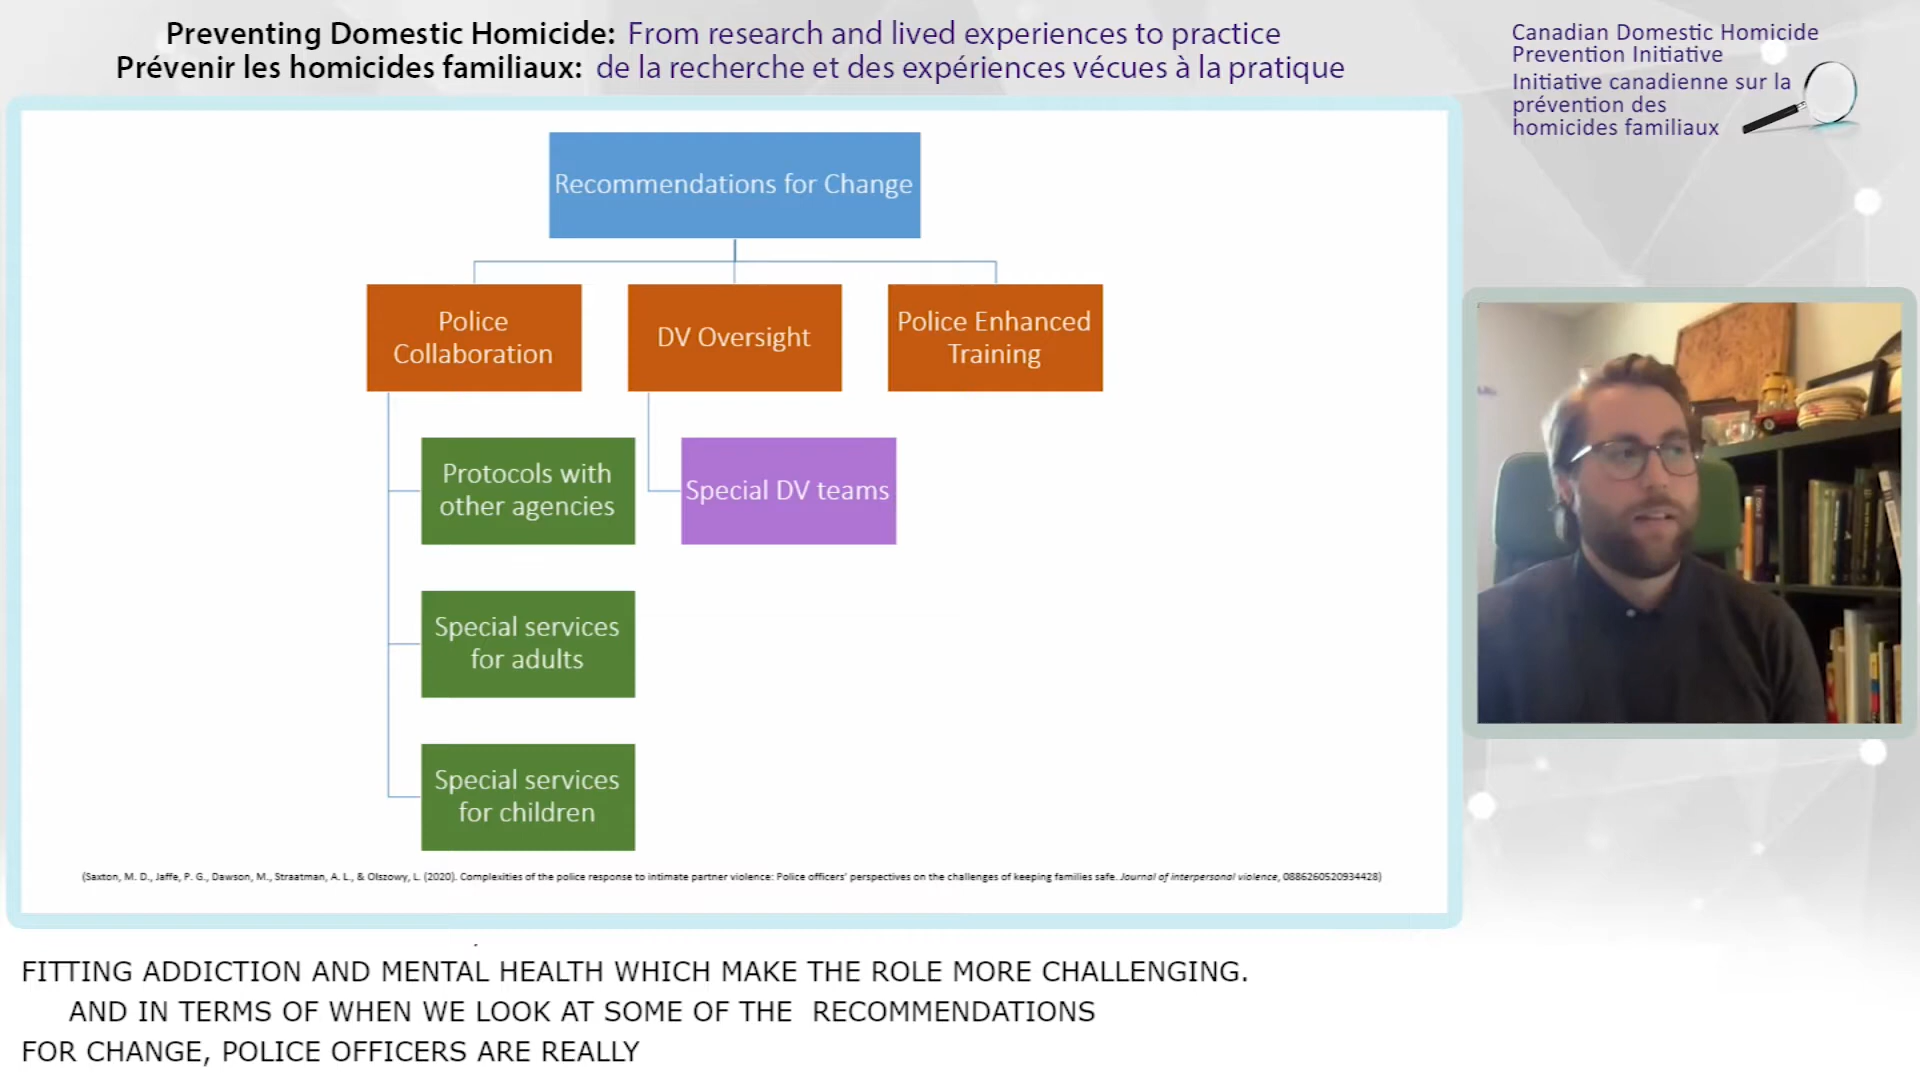 Preventing Domestic Homicide: From research and lived experiences to practice
Prévenir les homicides familiaux: de la recherche et des expériences vécues à la pratique
Canadian Domestic Homicide
Prevention Initiative
Initiative canadienne sur la
prévention des
homicides familiaux
Recommendations for Change
Police
Collaboration
DV Oversight
Police Enhanced
Training
Protocols with
other agencies
Special DV teams
Special services
for adults
Special services
for children
(Saxton, M. D., Jaffe, P. G., Dawson, M., Straatman, A. L., & Olszowy, L. (2020). Complexities of the police response to intimate partner violence: Police officers' perspectives on the challenges of keeping families safe. Journal of interpersonal violence, 0886260520934428)
FITTING ADDICTION AND MENTAL HEALTH WHICH MAKE THE ROLE MORE CHALLENGING.
AND IN TERMS OF WHEN WE LOOK AT SOME OF THE RECOMMENDATIONS
FOR CHANGE, POLICE OFFICERS ARE REALLY